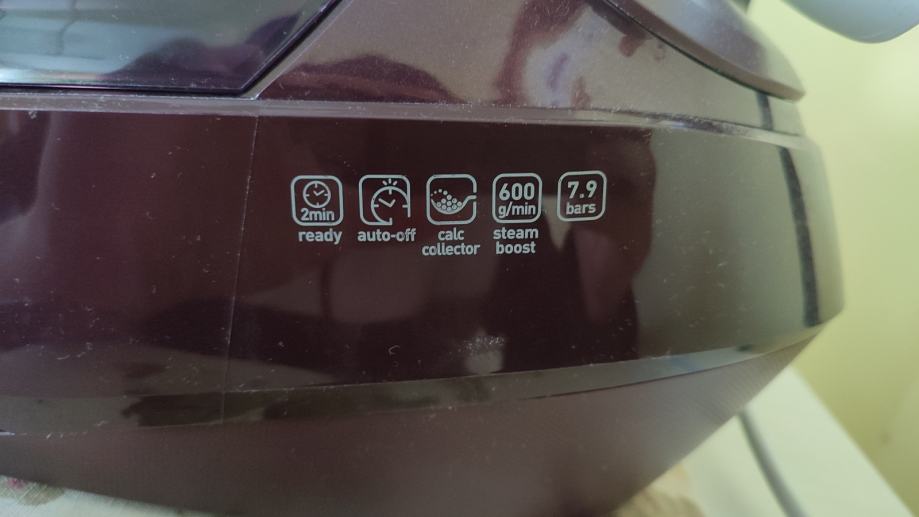 2min
ready
auto-off
calc
collector
600
g/min
steam
boost
7.9
bars